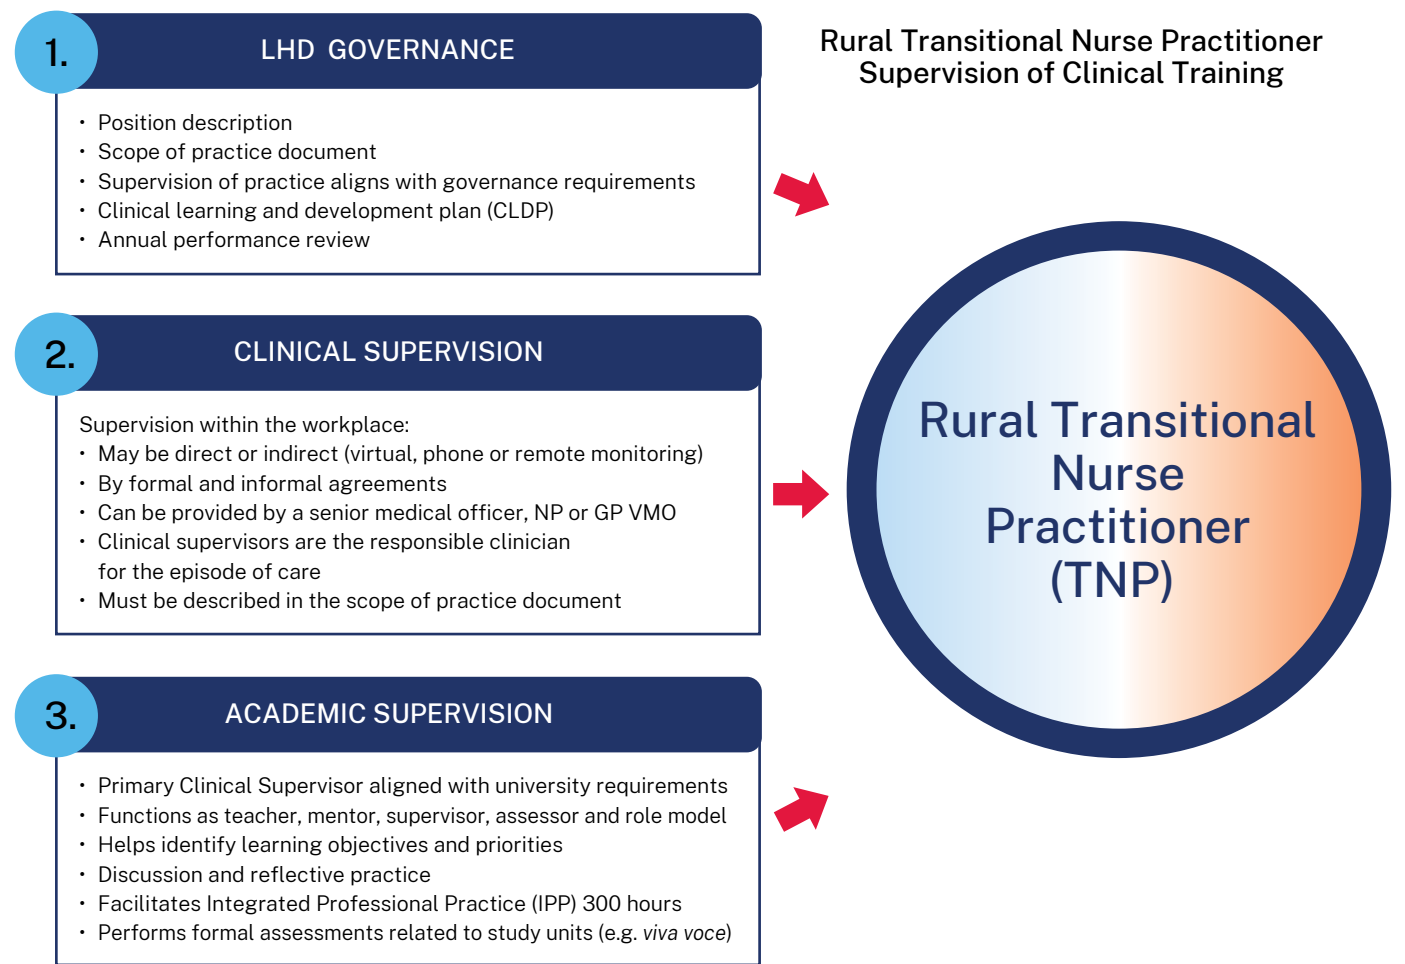 1.
LHD GOVERNANCE
• Position description
• Scope of practice document
• Supervision of practice aligns with governance requirements
• Clinical learning and development plan (CLDP)
• Annual performance review
2.
CLINICAL SUPERVISION
Supervision within the workplace:
• May be direct or indirect (virtual, phone or remote monitoring)
• By formal and informal agreements
• Can be provided by a senior medical officer, NP or GP VMO
• Clinical supervisors are the responsible clinician
for the episode of care
• Must be described in the scope of practice document
3.
ACADEMIC SUPERVISION
• Primary Clinical Supervisor aligned with university requirements
• Functions as teacher, mentor, supervisor, assessor and role model
• Helps identify learning objectives and priorities
• Discussion and reflective practice
• Facilitates Integrated Professional Practice (IPP) 300 hours
• Performs formal assessments related to study units (e.g. viva voce)
Rural Transitional Nurse Practitioner
Supervision of Clinical Training
Rural Transitional
Nurse
Practitioner
(TNP)